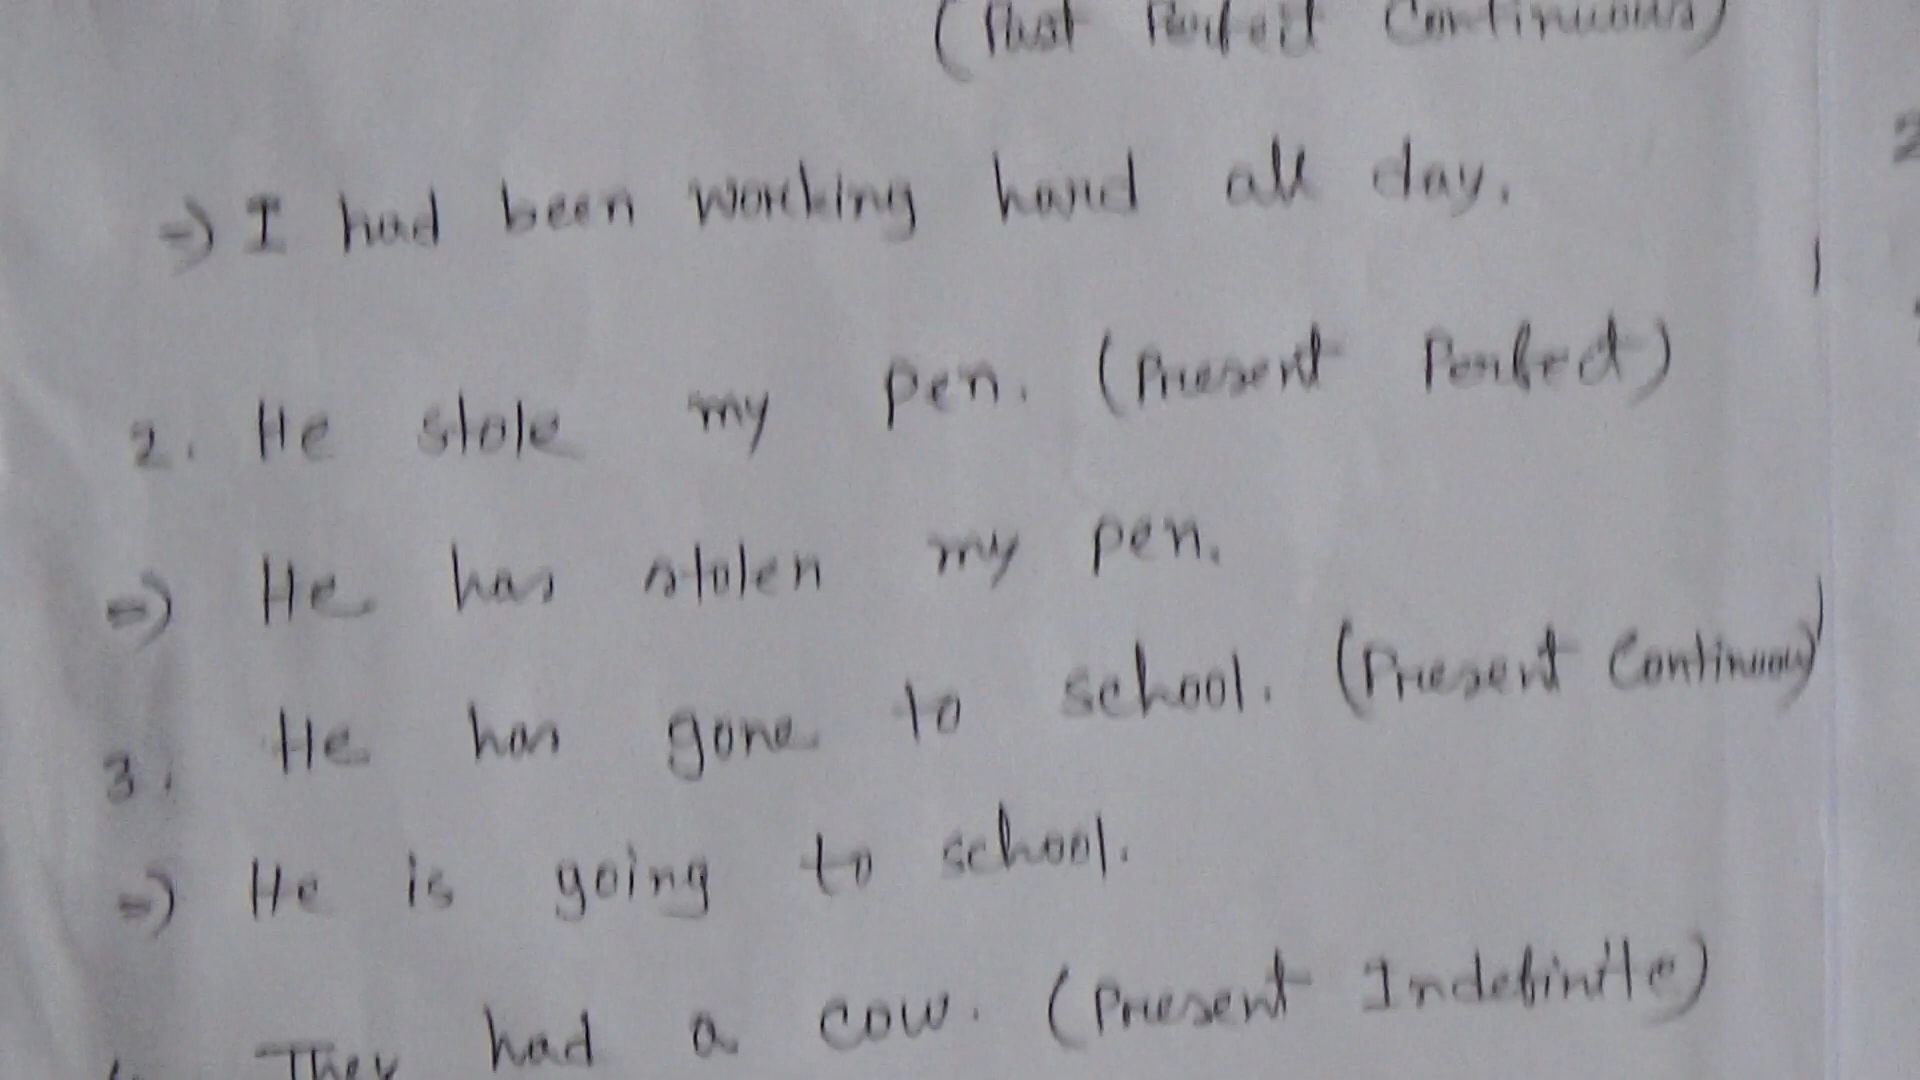 (Past Perfect Continuous)
=) I had been working hard all day.
2. He stole my pen. (Present Perfect)
=) He has stolen my pen.
3. He has gone to school. (Present Continuous)
=) He is going to school.
They had a cow. (Present Indefinite)